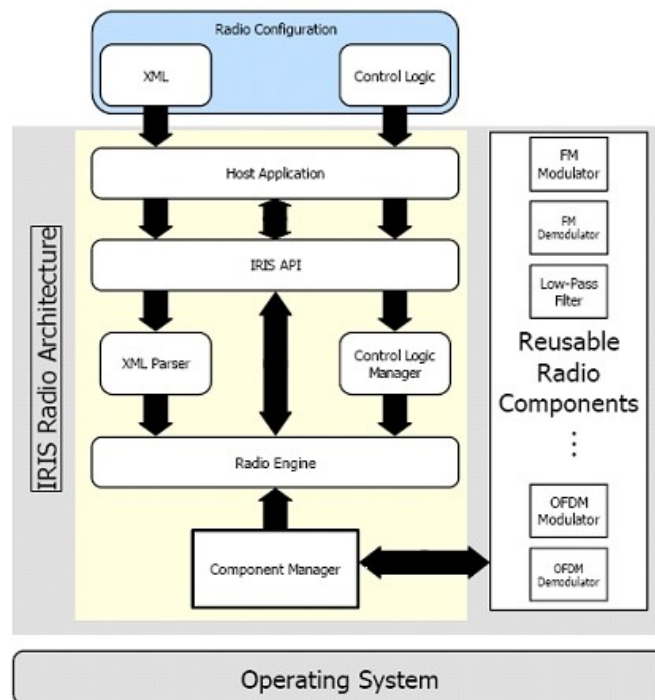 Radio Configuration
XML
Control Logic
Host Application
IRIS API
XML Parser
Control Logic
Manager
Radio Engine
Component Manager
IRIS Radio Architecture
FM
Modulator
FM
Demodulator
Low-Pass
Filter
Reusable
Radio
Components
⋮
OFDM
Modulator
OFDM
Demodulator
Operating System